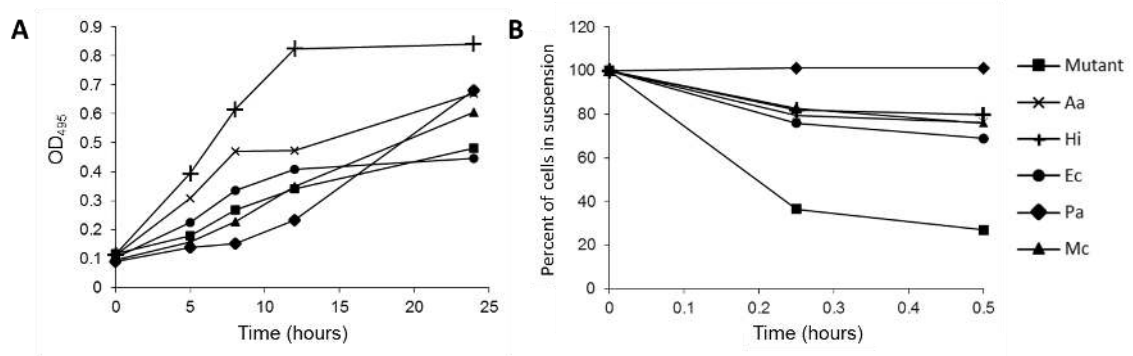 A
0.9
0.8
0.7
0.6
0.5
0.4
0.3
0.2
0.1
0
OD495
0 5 10 15 20 25
Time (hours)
B
120
100
80
60
40
20
0
Percent of cells in suspension
0 0.1 0.2 0.3 0.4 0.5
Time (hours)
Mutant
Aa
Hi
Ec
Pa
Mc